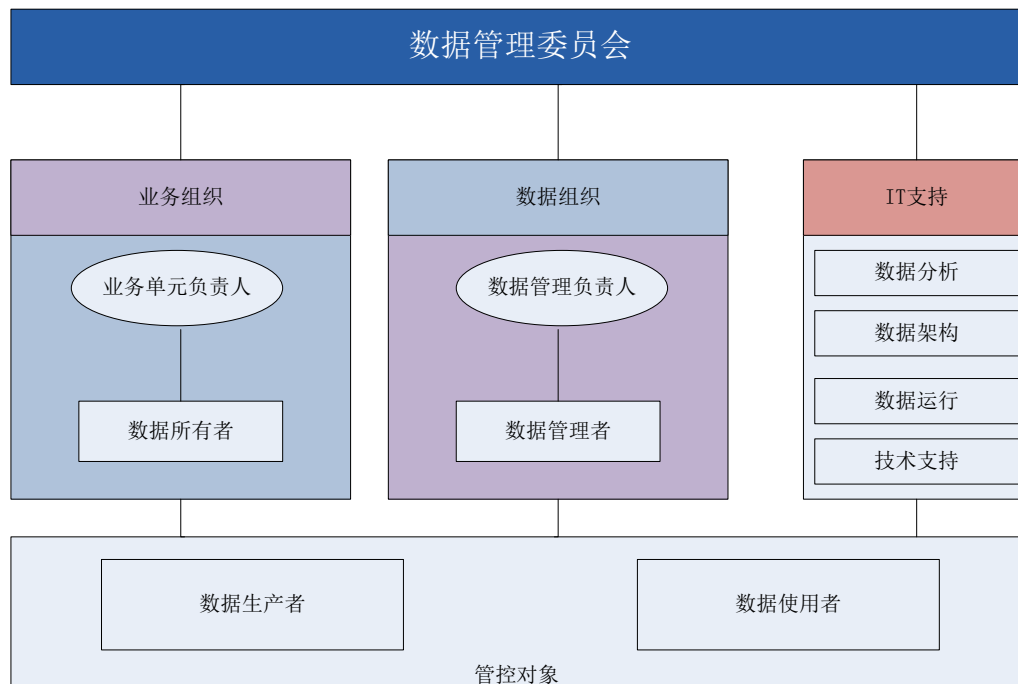 数据管理委员会
业务组织
数据组织
IT支持
业务单元负责人
数据管理负责人
数据分析
数据架构
数据所有者
数据管理者
数据运行
技术支持
数据生产者
数据使用者
管控对象